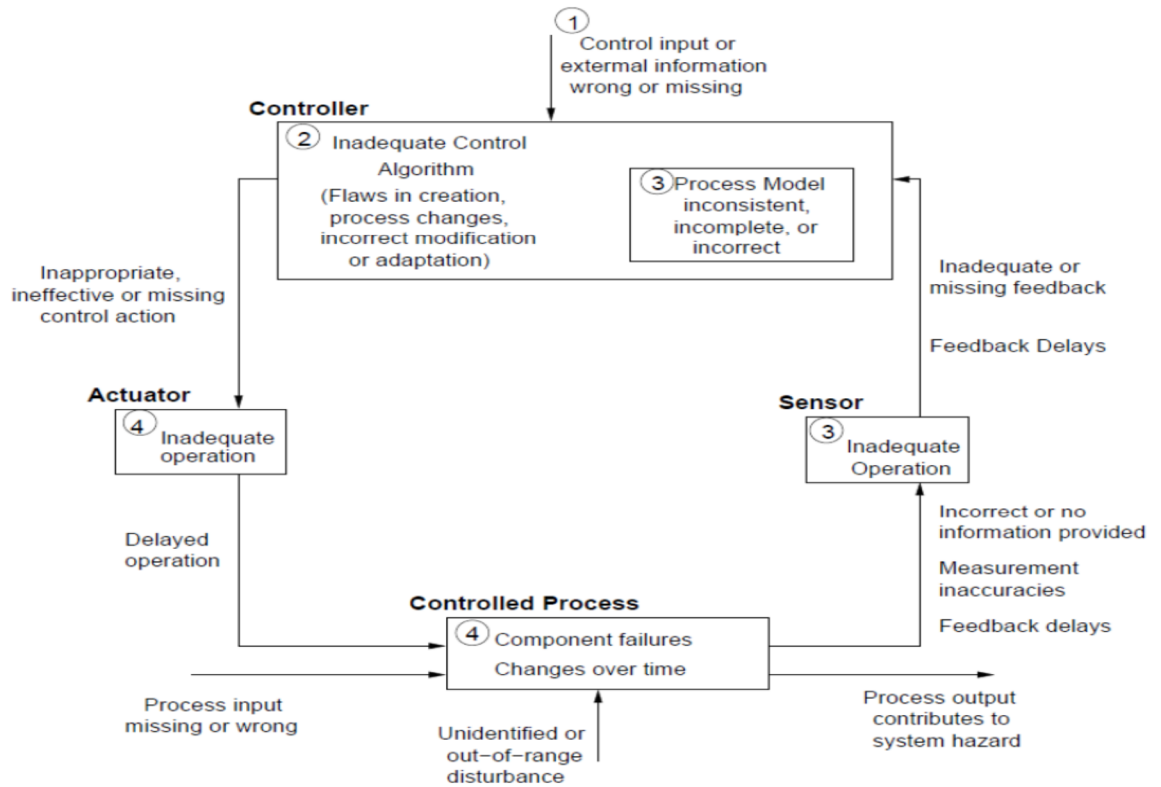 1
Control input or
extermal information
wrong or missing
Controller
2
Inadequate Control
Algorithm
(Flaws in creation,
process changes,
incorrect modification
or adaptation)
3
Process Model
inconsistent,
incomplete, or
incorrect
Inappropriate,
ineffective or missing
control action
Inadequate or
missing feedback
Feedback Delays
Actuator
4
Inadequate
operation
Sensor
3
Inadequate
Operation
Delayed
operation
Incorrect or no
information provided
Measurement
inaccuracies
Feedback delays
Controlled Process
4
Component failures
Changes over time
Process input
missing or wrong
Unidentified or
out-of-range
disturbance
Process output
contributes to
system hazard